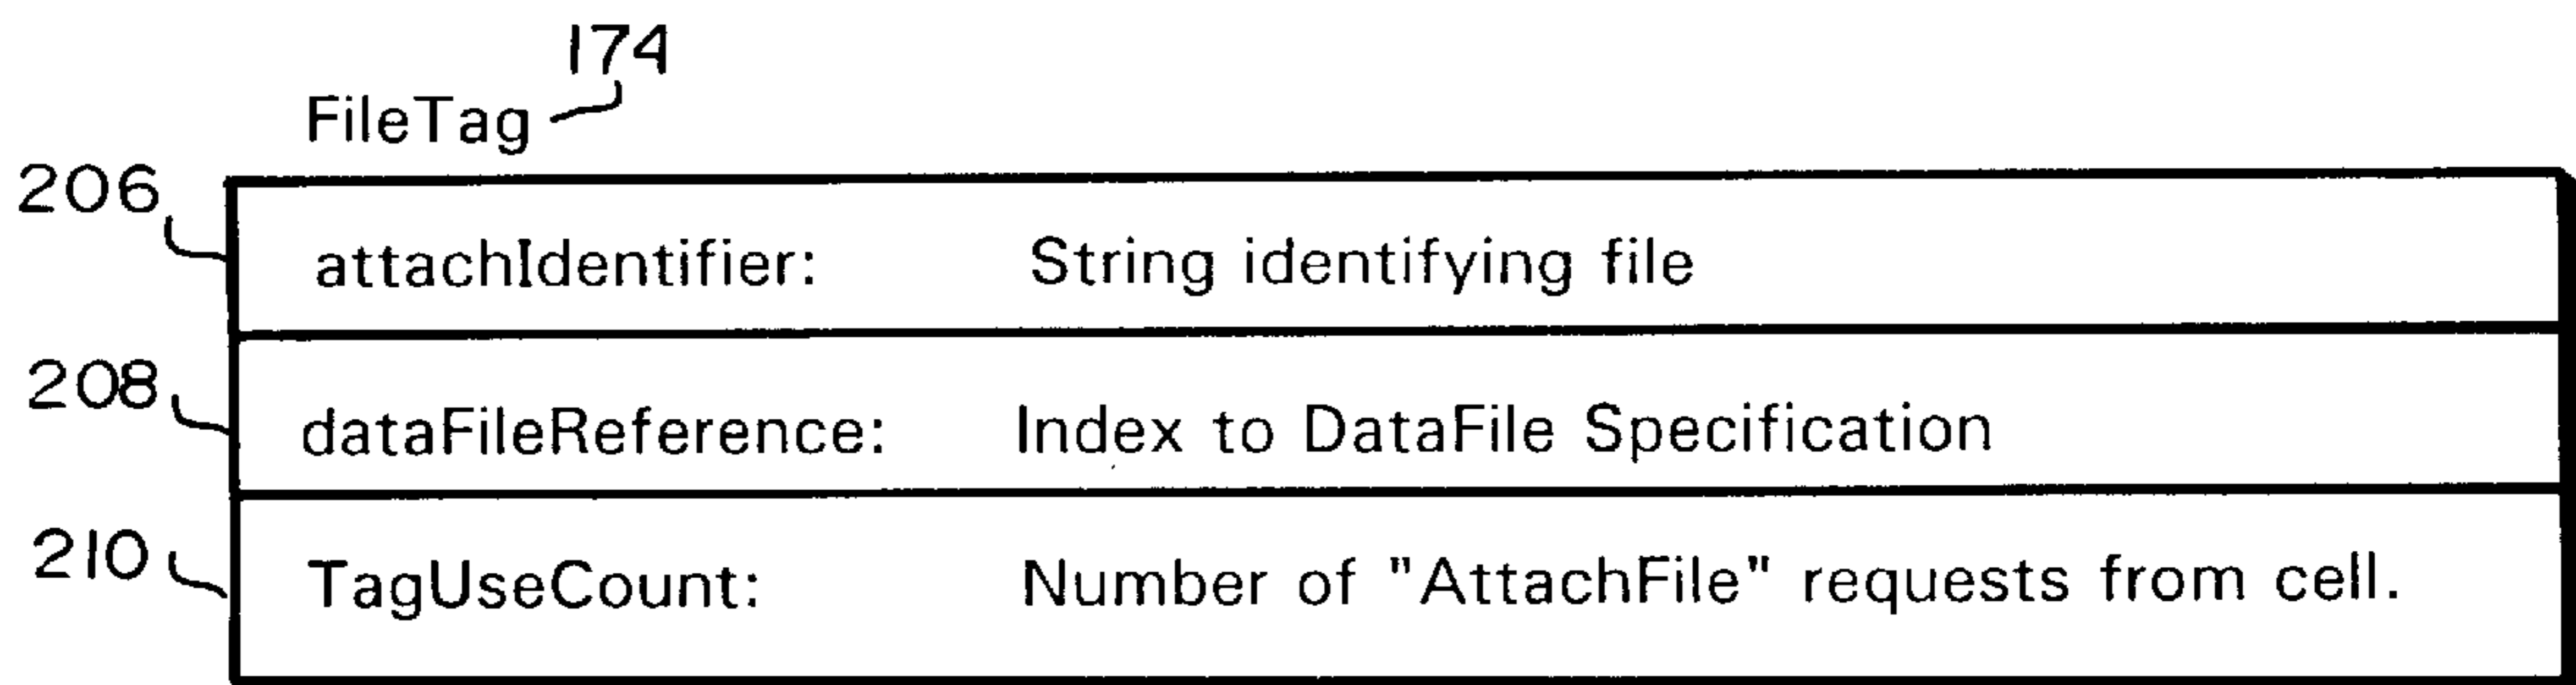 174
FileTag
206
attachIdentifier: String identifying file
208
dataFileReference: Index to DataFile Specification
210
TagUseCount: Number of "AttachFile" requests from cell.